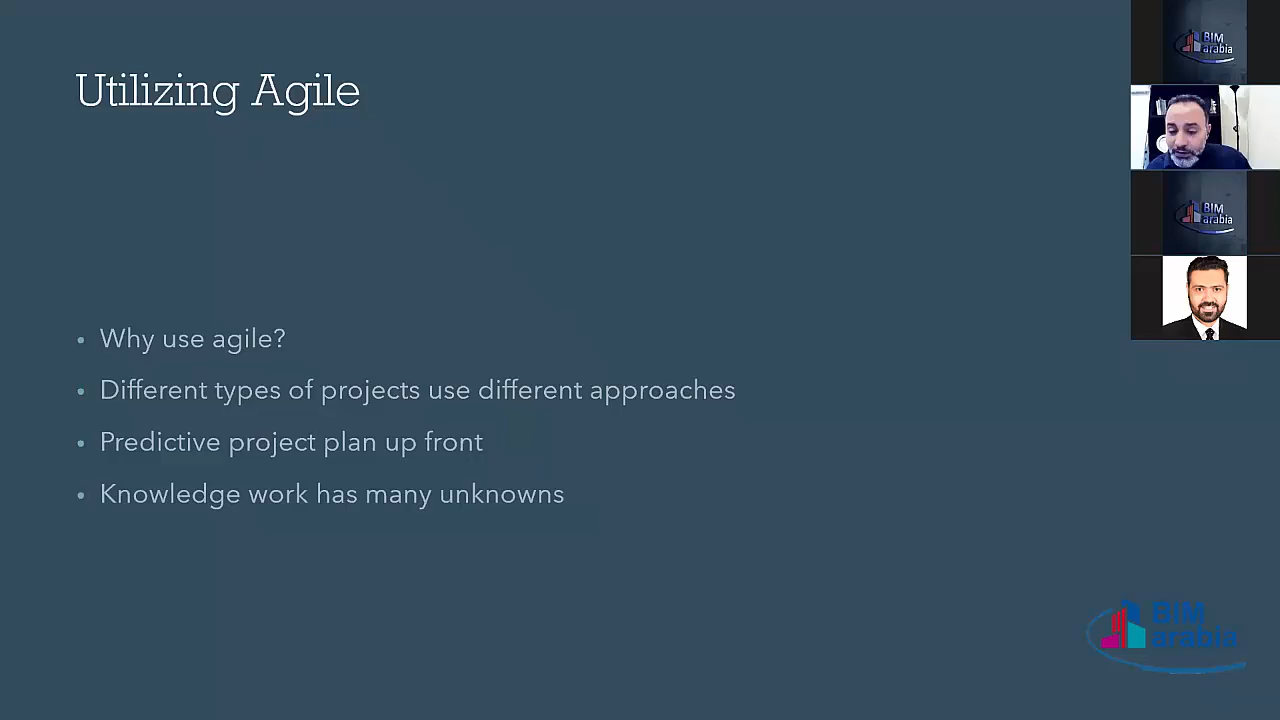 Utilizing Agile
BIM
arabia
BIM
arabia
• Why use agile?
• Different types of projects use different approaches
• Predictive project plan up front
• Knowledge work has many unknowns
BIM
arabia